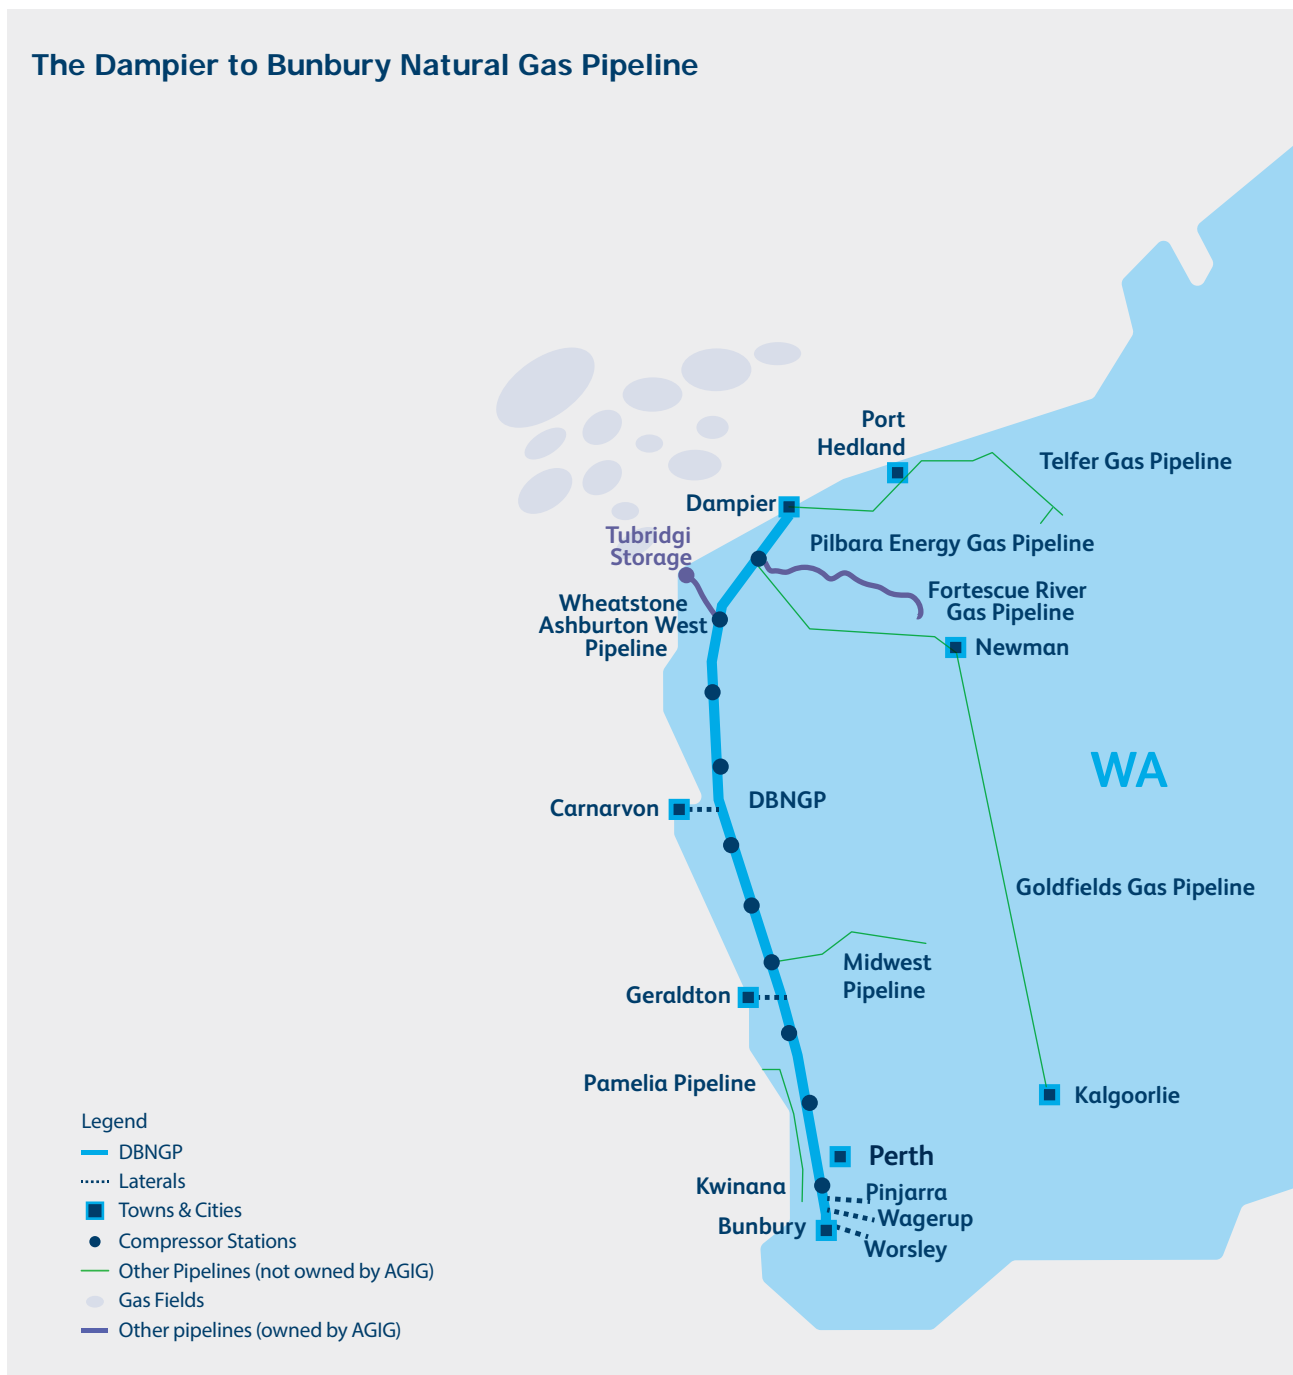 The Dampier to Bunbury Natural Gas Pipeline
Port
Hedland
Telfer Gas Pipeline
Dampier
Tubridgi
Storage
Pilbara Energy Gas Pipeline
Wheatstone
Ashburton West
Pipeline
Fortescue River
Gas Pipeline
Newman
WA
DBNGP
Carnarvon
Goldfields Gas Pipeline
Midwest
Pipeline
Geraldton
Pamelia Pipeline
Kalgoorlie
Perth
Kwinana
Pinjarra
Wagerup
Bunbury
Worsley
Legend
DBNGP
Laterals
Towns & Cities
Compressor Stations
Other Pipelines (not owned by AGIG)
Gas Fields
Other pipelines (owned by AGIG)